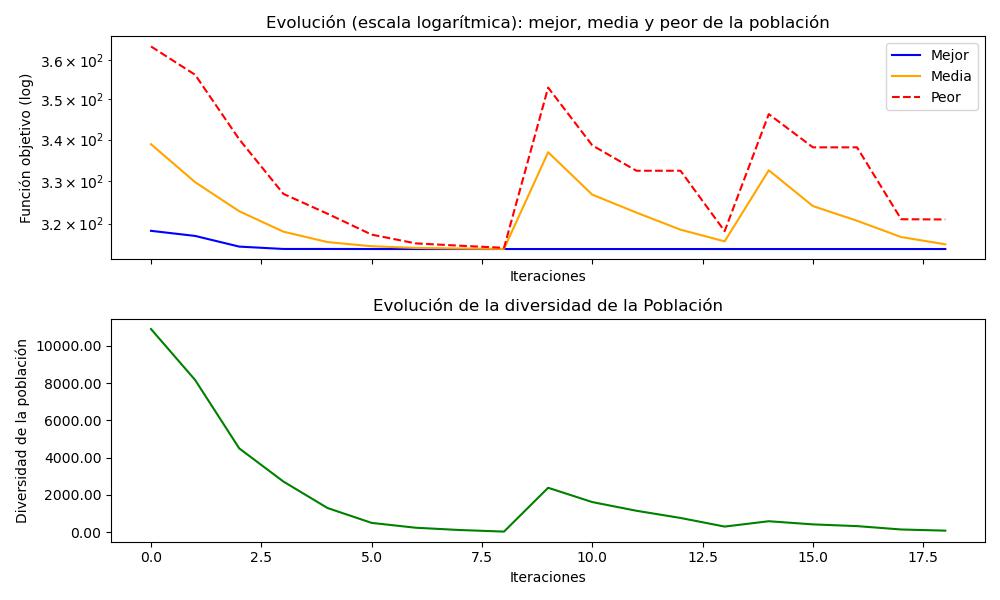 Evolución (escala logarítmica): mejor, media y peor de la población
Función objetivo (log)
3.6 × 10²
3.5 × 10²
3.4 × 10²
3.3 × 10²
3.2 × 10²
Mejor
Media
Peor
Iteraciones
Evolución de la diversidad de la Población
Diversidad de la población
10000.00
8000.00
6000.00
4000.00
2000.00
0.00
0.0 2.5 5.0 7.5 10.0 12.5 15.0 17.5
Iteraciones